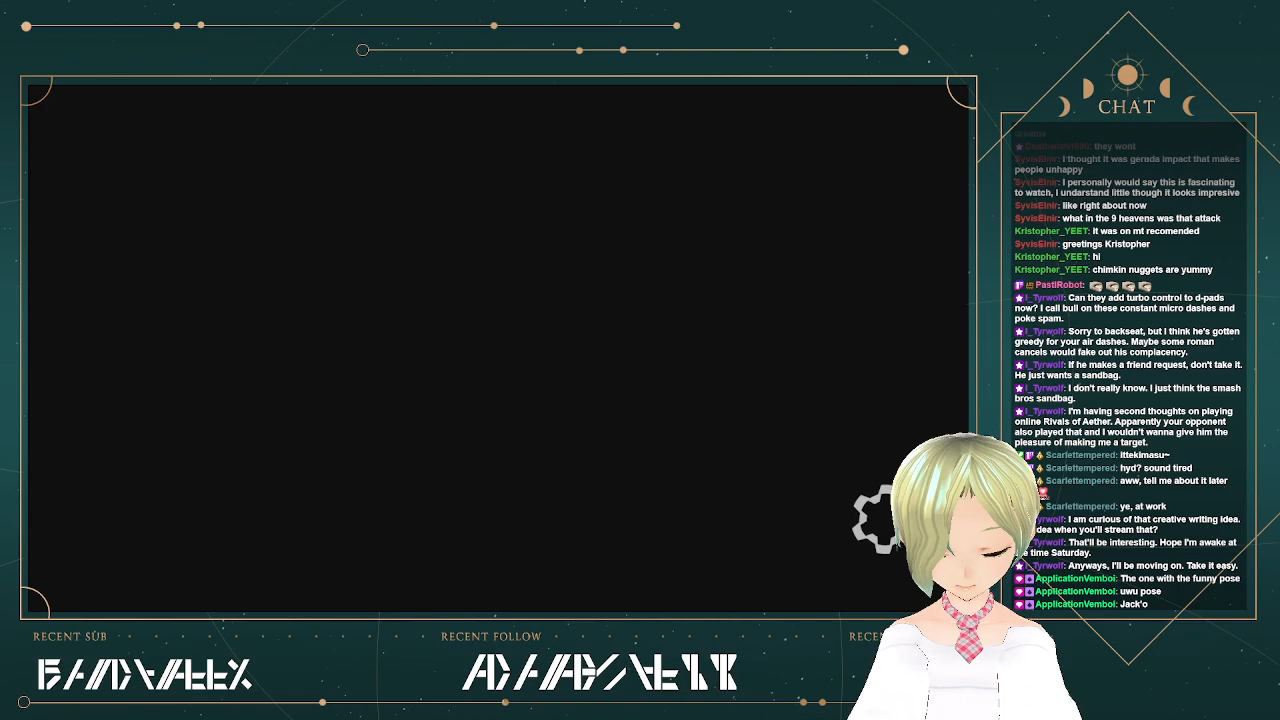 CHAT
they wont
SyvisElnir: I thought it was gerada impact that makes
people unhappy
SyvisElnir: I personally would say this is fascinating
to watch, I undarstand little though it looks impresive
SyvisElnir: like right about now
SyvisElnir: what in the 9 heavens was that attack
Kristopher_YEET: it was on mt recomended
SyvisElnir: greetings Kristopher
Kristopher_YEET: hi
Kristopher_YEET: chimkin nuggets are yummy
PastiRobot:
I_Tyrwolf: Can they add turbo control to d-pads
now? I call bull on these constant micro dashes and
poke spam.
I_Tyrwolf: Sorry to backseat, but I think he's gotten
greedy for your air dashes. Maybe some roman
cancels would fake out his complacency.
I_Tyrwolf: If he makes a friend request, don't take it.
He just wants a sandbag.
I_Tyrwolf: I don't really know. I just think the smash
bros sandbag.
I_Tyrwolf: I'm having second thoughts on playing
online Rivals of Aether. Apparently your opponent
also played that and I wouldn't wanna give him the
pleasure of making me a target.
Scarlettempered: ittekimasu~
Scarlettempered: hyd? sound tired
Scarlettempered: aww, tell me about it later
Scarlettempered: ye, at work
yrwolf: I am curious of that creative writing idea.
dea when you'll stream that?
yrwolf: That'll be interesting. Hope I'm awake at
time Saturday.
I_Tyrwolf: Anyways, I'll be moving on. Take it easy.
ApplicationVemboi: The one with the funny pose
ApplicationVemboi: uwu pose
ApplicationVemboi: Jack'o
RECENT SUB
RECENT FOLLOW
RECE